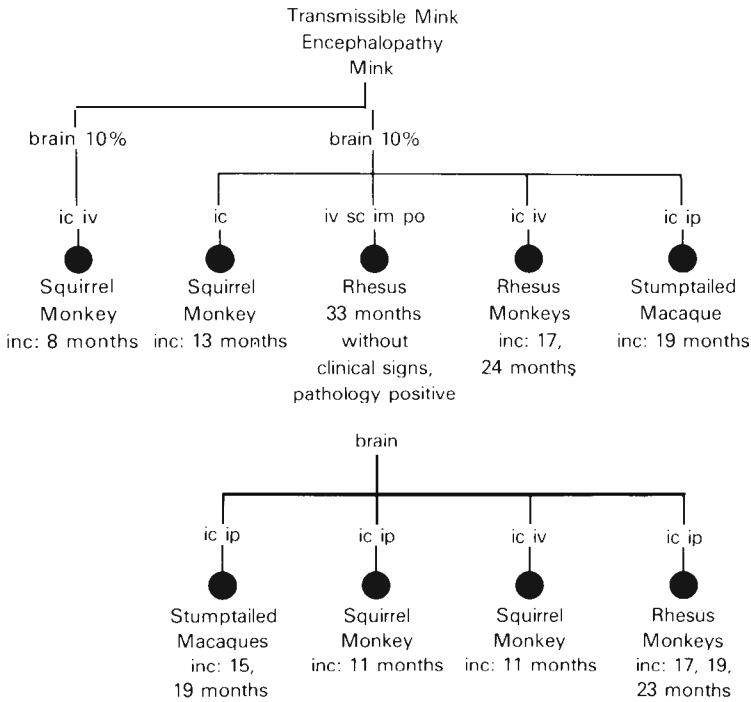 Transmissible Mink
Encephalopathy
Mink
brain 10%
brain 10%
ic iv
ic
iv sc im po
ic iv
ic ip
Squirrel
Monkey
inc: 8 months
Squirrel
Monkey
inc: 13 months
Rhesus
33 months
without
clinical signs,
pathology positive
Rhesus
Monkeys
inc: 17,
24 months
Stumptailed
Macaque
inc: 19 months
brain
ic ip
ic ip
ic iv
ic ip
Stumptailed
Macaques
inc: 15,
19 months
Squirrel
Monkey
inc: 11 months
Squirrel
Monkey
inc: 11 months
Rhesus
Monkeys
inc: 17, 19,
23 months